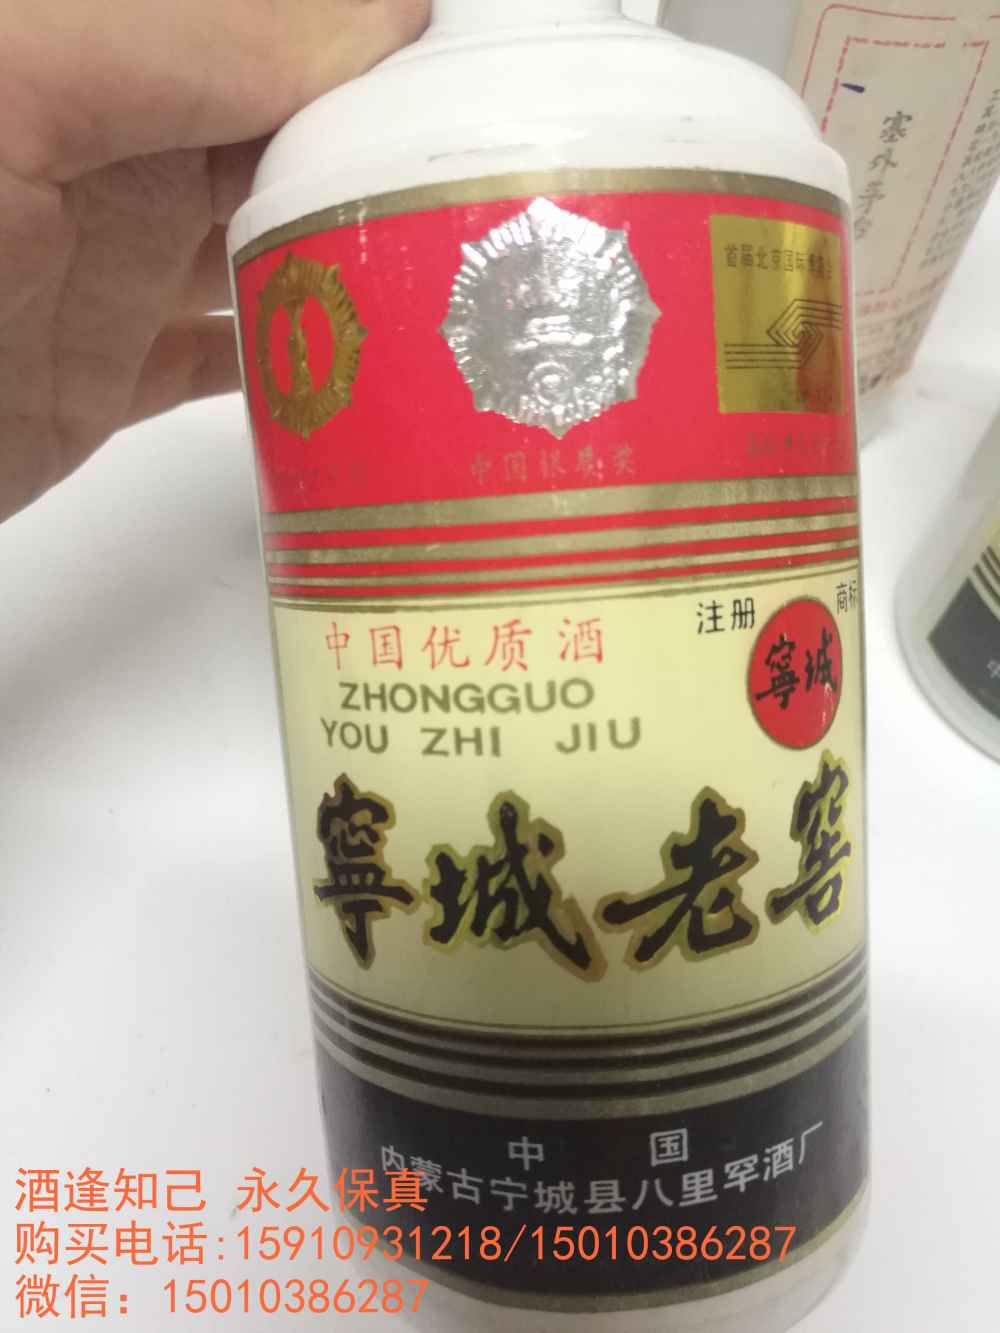 首届北京国际博览会
中国银质奖
注册
商标
寧城
中国优质酒
ZHONGGUO
YOU ZHI JIU
寧城老窖
中国
内蒙古宁城县八里罕酒厂
塞外茅台
酒逢知己 永久保真
购买电话:15910931218/15010386287
微信：15010386287